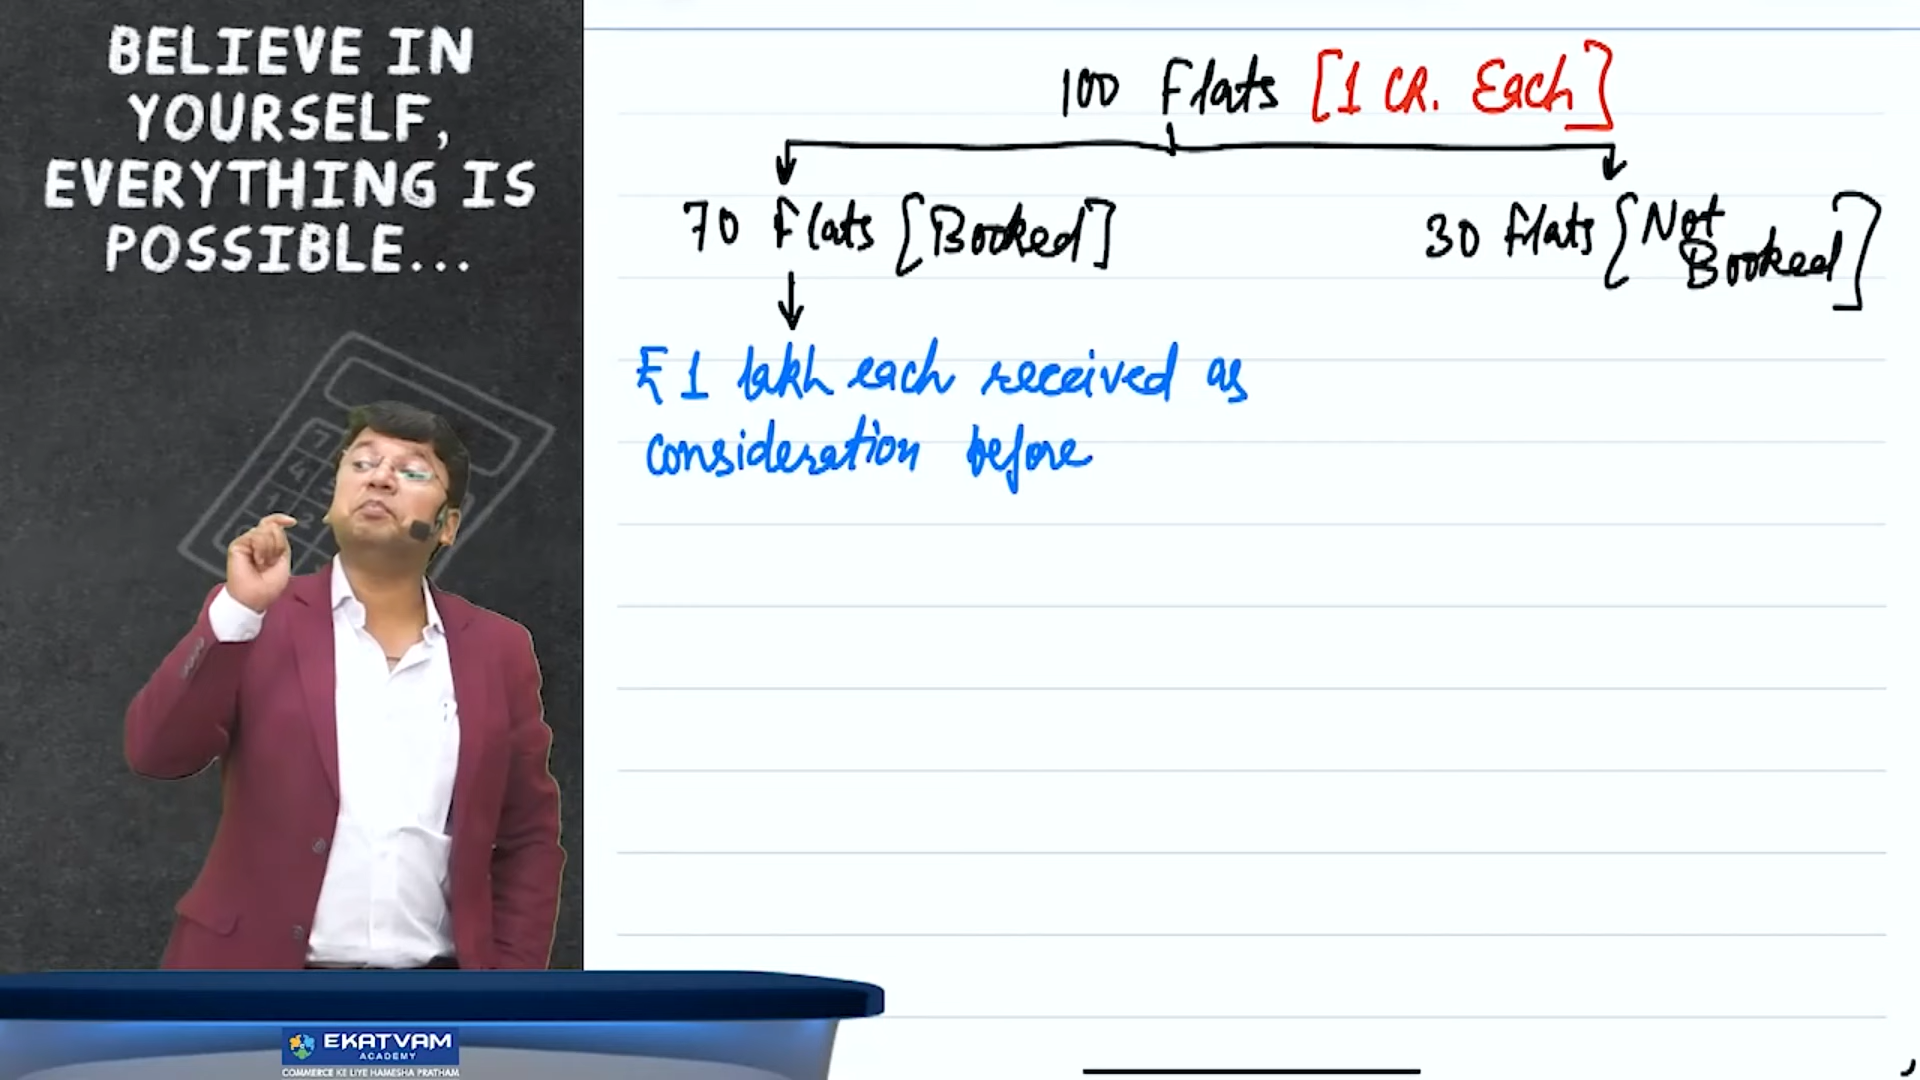 BELIEVE IN
YOURSELF,
EVERYTHING IS
POSSIBLE...
100 Flats [1 CR. Each]
70 Flats [Booked]
30 flats [Not Booked]
₹ 1 lakh each received as
consideration before
EKATVAM
ACADEMY
COMMERCE KE LIYE HAMESHA PRATHAM